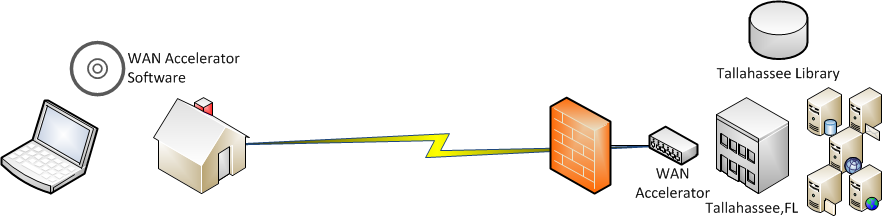 WAN Accelerator
Software
Tallahassee Library
WAN
Accelerator
Tallahassee,FL